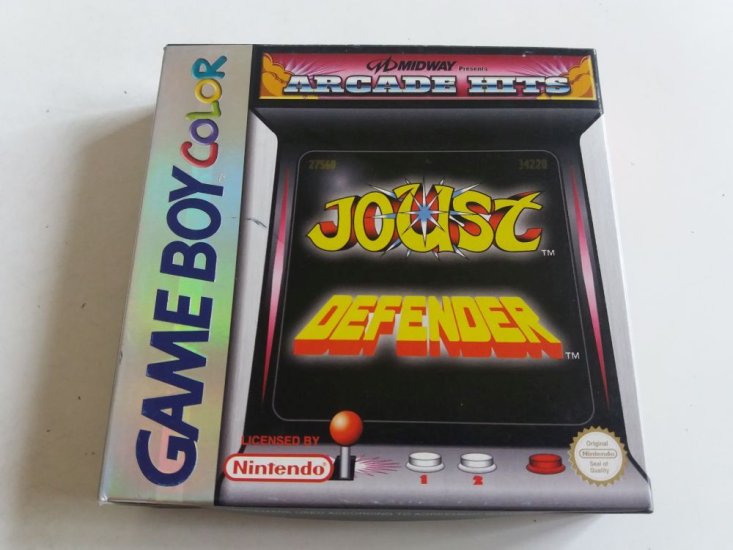 GAME BOY COLOR
MIDWAY Presents
ARCADE HITS
27560 34220
JOUST TM
DEFENDER TM
LICENSED BY
Nintendo
1 2
Original
Nintendo
Seal of
Quality